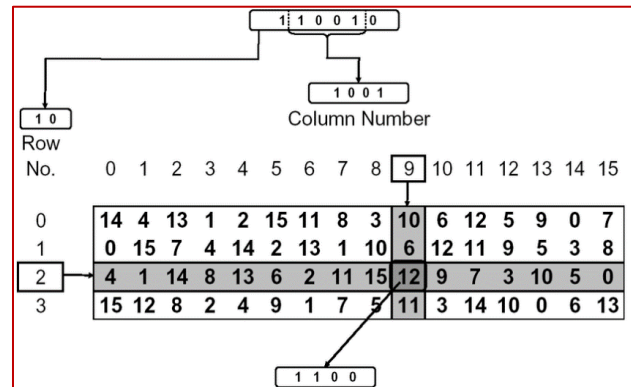 1 1 0 0 1 0
1 0 0 1
1 0
Column Number
Row
No. 0 1 2 3 4 5 6 7 8 9 10 11 12 13 14 15
0 14 4 13 1 2 15 11 8 3 10 6 12 5 9 0 7
1 0 15 7 4 14 2 13 1 10 6 12 11 9 5 3 8
2 4 1 14 8 13 6 2 11 15 12 9 7 3 10 5 0
3 15 12 8 2 4 9 1 7 5 11 3 14 10 0 6 13
1 1 0 0